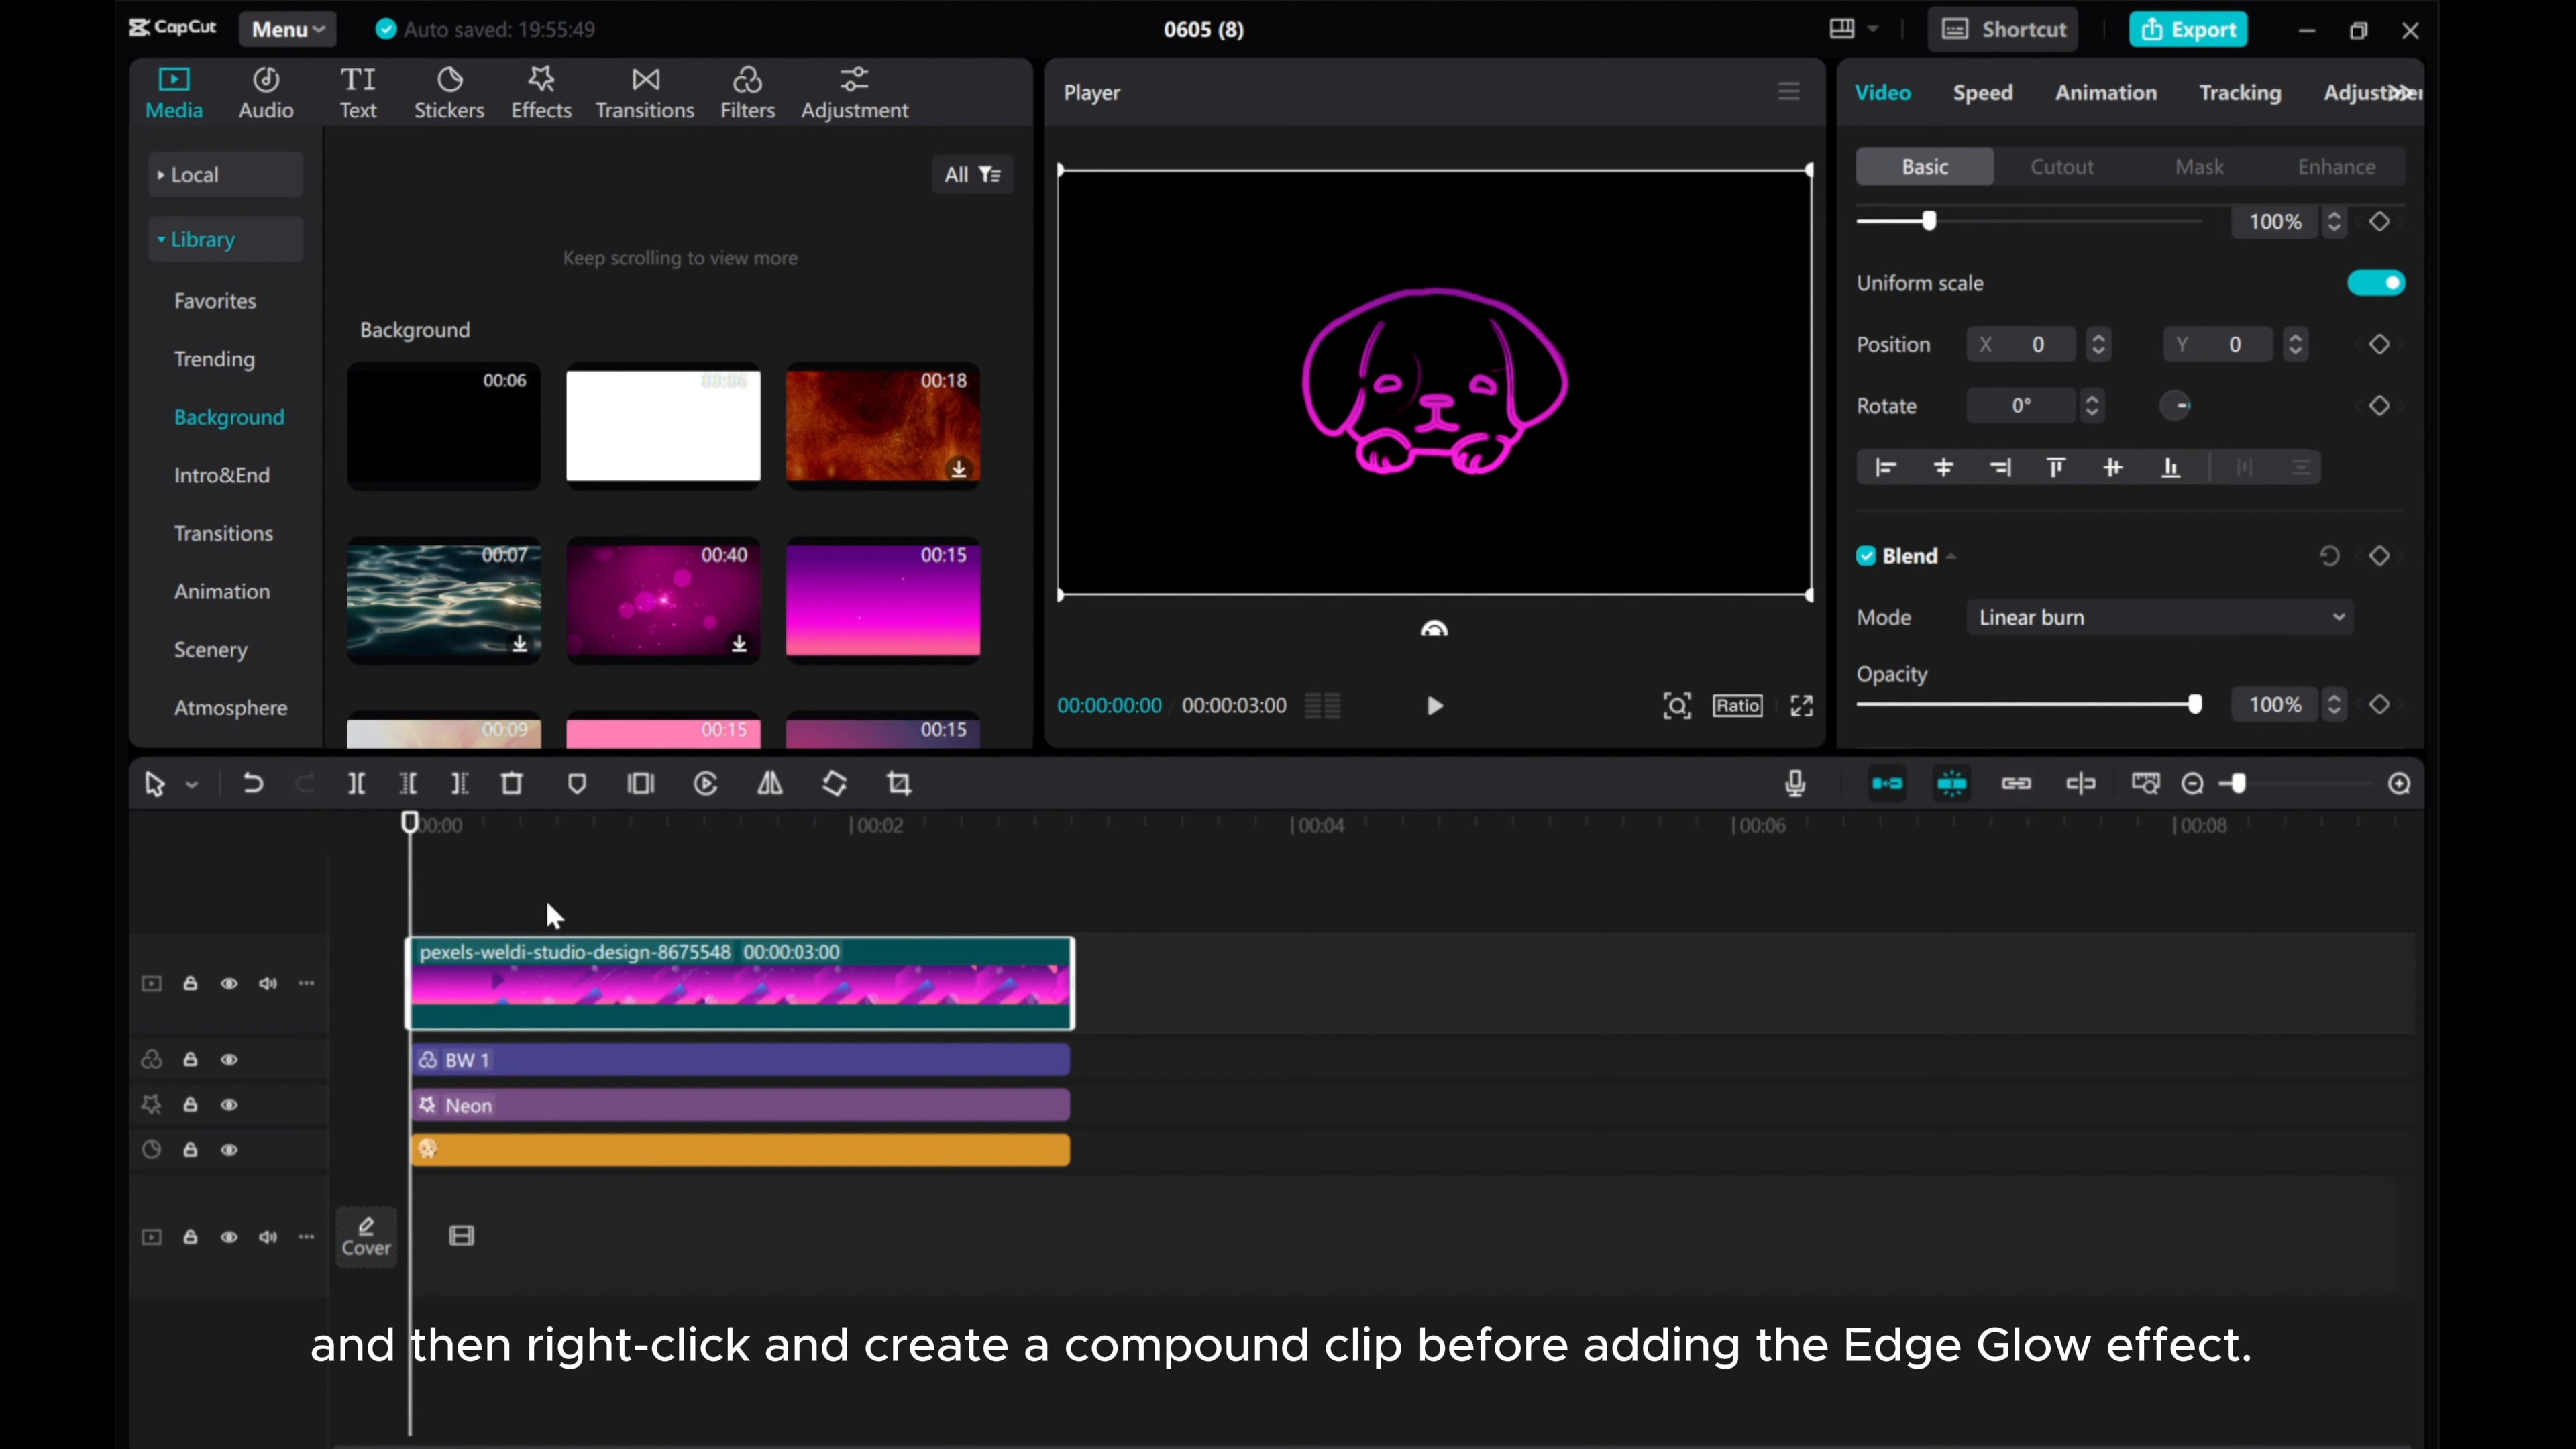 CapCut
Menu
Auto saved: 19:55:49
0605 (8)
Shortcut
Export
Media
Audio
TI
Text
Stickers
Effects
Transitions
Filters
Adjustment
Local
Library
Favorites
Trending
Background
Intro&End
Transitions
Animation
Scenery
Atmosphere
All
Keep scrolling to view more
Background
00:06
00:06
00:18
00:07
00:40
00:15
00:09
00:15
00:15
Player
00:00:00:00 / 00:00:03:00
Ratio
Video
Speed
Animation
Tracking
Basic
Cutout
Mask
Enhance
100%
Uniform scale
Position X 0 Y 0
Rotate 0°
Blend
Mode Linear burn
Opacity
100%
00:00
00:02
00:04
00:06
00:08
pexels-weldi-studio-design-8675548 00:00:03:00
BW 1
Neon
Cover
and then right-click and create a compound clip before adding the Edge Glow effect.